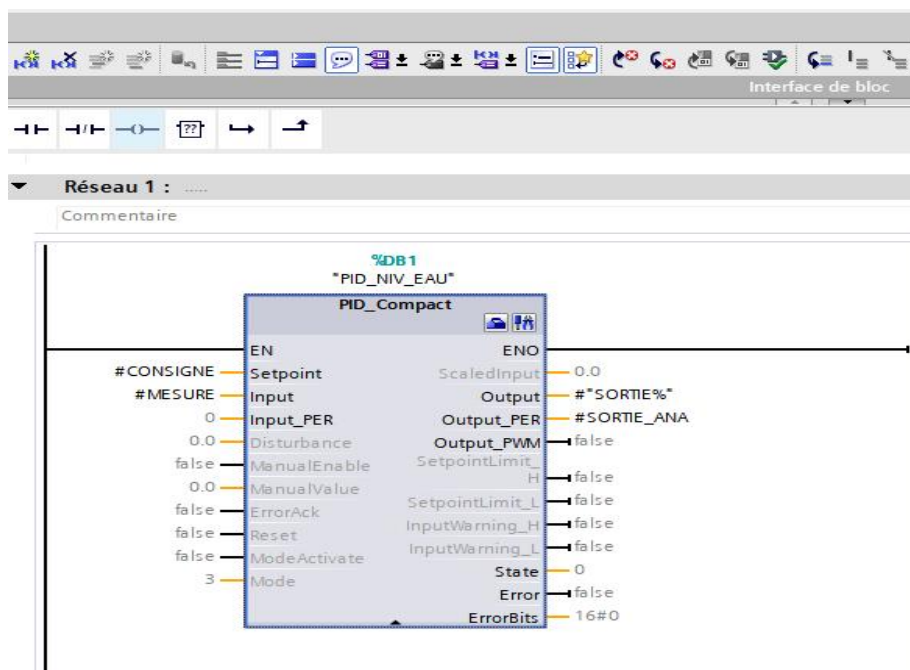 Interface de bloc
??
Réseau 1 : .....
Commentaire
%DB1
"PID_NIV_EAU"
PID_Compact
EN ENO
#CONSIGNE Setpoint ScaledInput 0.0
#MESURE Input Output #"SORTIE%"
0 Input_PER Output_PER #SORTIE_ANA
0.0 Disturbance Output_PWM false
false ManualEnable SetpointLimit_
H false
0.0 ManualValue
SetpointLimit_L false
false ErrorAck
InputWarning_H false
false Reset
InputWarning_L false
false ModeActivate
State 0
3 Mode
Error false
ErrorBits 16#0